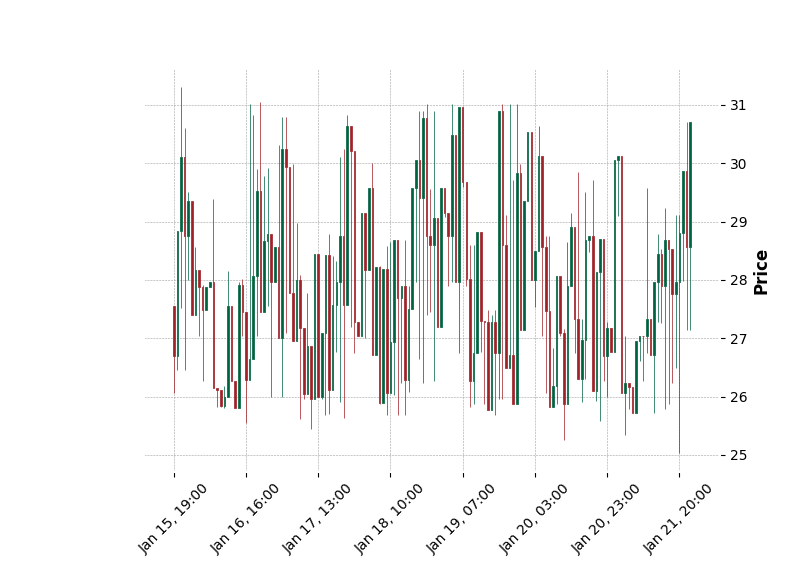 31
30
29
28
27
26
25
Price
Jan 15, 19:00
Jan 16, 16:00
Jan 17, 13:00
Jan 18, 10:00
Jan 19, 07:00
Jan 20, 03:00
Jan 20, 23:00
Jan 21, 20:00